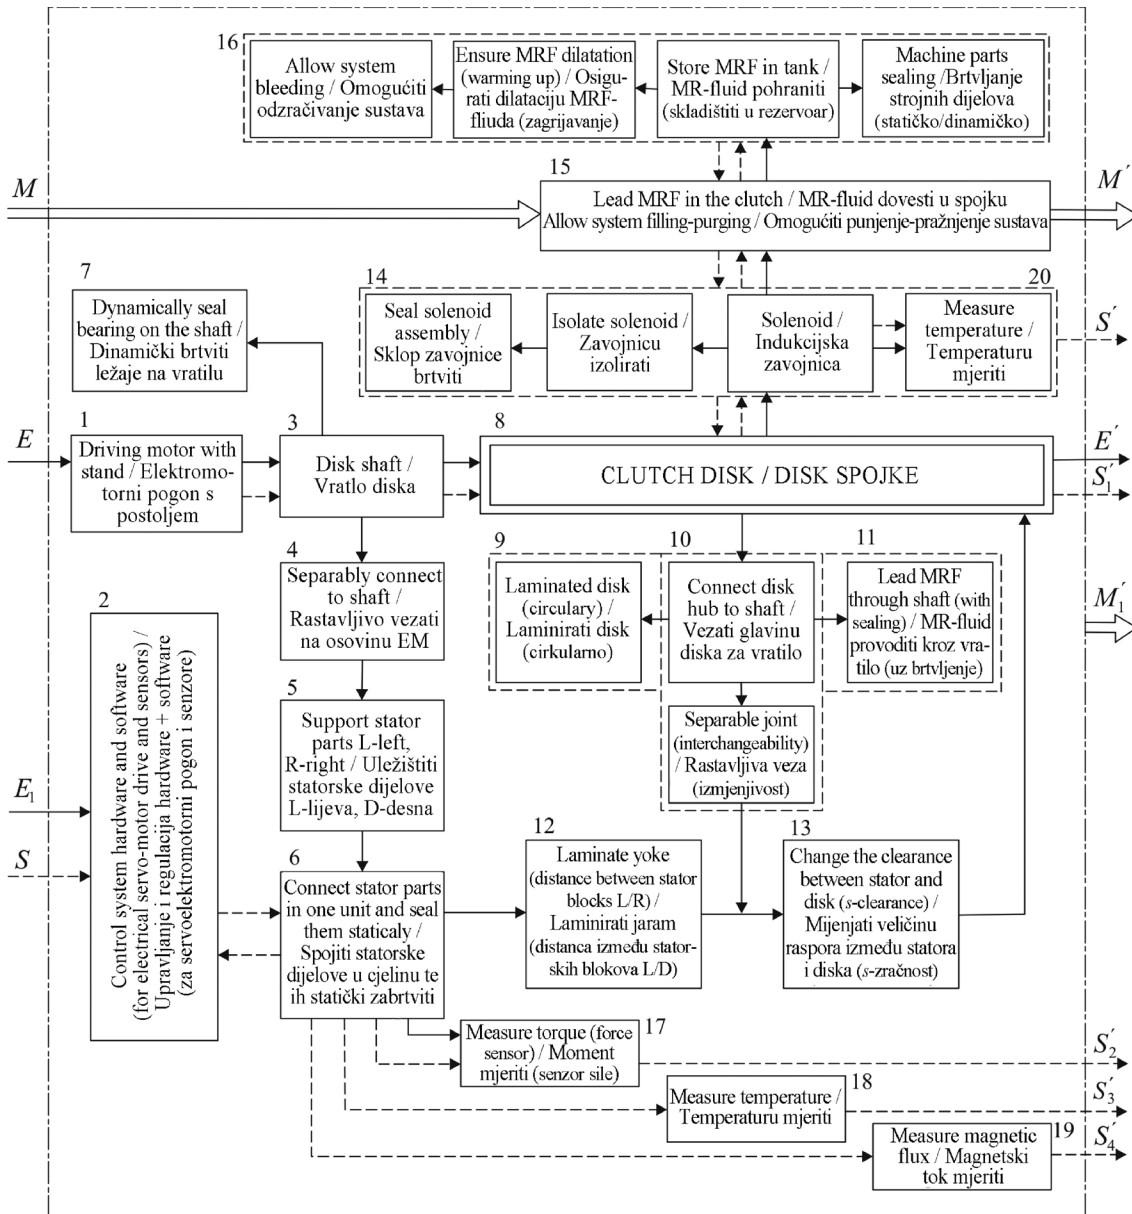 16
Allow system
bleeding / Omogućiti
odzračivanje sustava
Ensure MRF dilatation
(warming up) / Osigu-
rati dilataciju MRF-
fliuda (zagrijavanje)
Store MRF in tank /
MR-fluid pohraniti
(skladištiti u rezervoar)
Machine parts
sealing /Brtvljanje
strojnih dijelova
(statičko/dinamičko)
M
15
Lead MRF in the clutch / MR-fluid dovesti u spojku
Allow system filling-purging / Omogućiti punjenje-pražnjenje sustava
M´
7
Dynamically seal
bearing on the shaft /
Dinamički brtviti
ležaje na vratilu
14
Seal solenoid
assembly /
Sklop zavojnice
brtviti
Isolate solenoid /
Zavojnicu
izolirati
Solenoid /
Indukcijska
zavojnica
20
Measure
temperature /
Temperaturu
mjeriti
S´
E
1
Driving motor with
stand / Elektromo-
torni pogon s
postoljem
3
Disk shaft /
Vratlo diska
8
CLUTCH DISK / DISK SPOJKE
E´
S´1
4
Separably connect
to shaft /
Rastavljivo vezati
na osovinu EM
9
Laminated disk
(circulary) /
Laminirati disk
(cirkularno)
10
Connect disk
hub to shaft /
Vezati glavinu
diska za vratilo
11
Lead MRF
through shaft (with
sealing) / MR-fluid
provoditi kroz vra-
tilo (uz brtvljenje)
M´1
2
Control system hardware and software
(for electrical servo-motor drive and sensors) /
Upravljanje i regulacija hardware + software
(za servoelektromotorni pogon i senzore)
5
Support stator
parts L-left,
R-right / Uležištiti
statorske dijelove
L-lijeva, D-desna
Separable joint
(interchangeability)
/ Rastavljiva veza
(izmjenjivost)
E1
S
6
Connect stator parts
in one unit and seal
them staticaly /
Spojiti statorske
dijelove u cjelinu te
ih statički zabrtviti
12
Laminate yoke
(distance between stator
blocks L/R) /
Laminirati jaram
(distanca između stator-
skih blokova L/D)
13
Change the clearance
between stator and
disk (s-clearance) /
Mijenjati veličinu
raspora između statora
i diska (s-zračnost)
17
Measure torque (force
sensor) / Moment
mjeriti (senzor sile)
S´2
18
Measure temperature /
Temperaturu mjeriti
S´3
19
Measure magnetic
flux / Magnetski
tok mjeriti
S´4